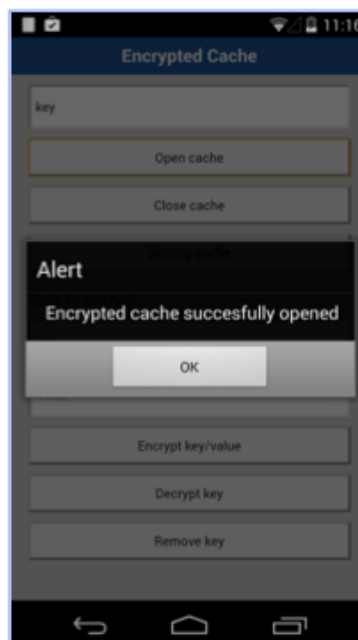 11:16
Encrypted Cache
key
Open cache
Close cache
Alert
Encrypted cache succesfully opened
OK
Encrypt key/value
Decrypt key
Remove key